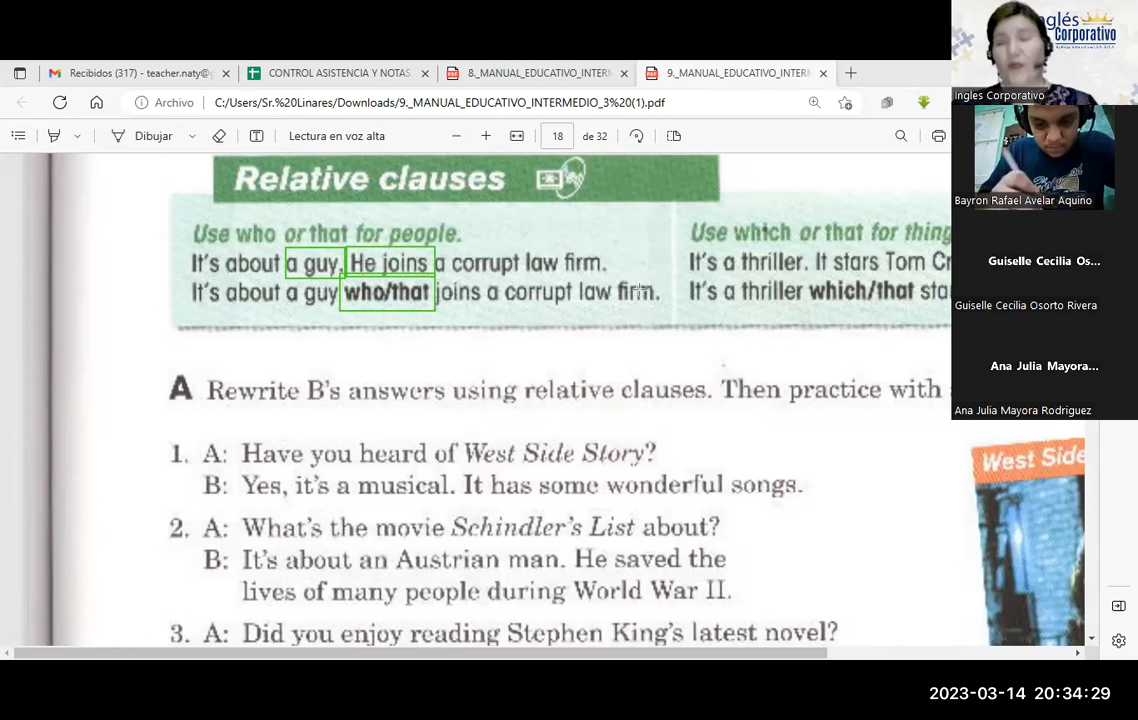 Recibidos (317) - teacher.naty@g
CONTROL ASISTENCIA Y NOTAS
8._MANUAL_EDUCATIVO_INTERM
9._MANUAL_EDUCATIVO_INTERM
Archivo
C:/Users/Sr.%20Linares/Downloads/9._MANUAL_EDUCATIVO_INTERMEDIO_3%20(1).pdf
Dibujar
Lectura en voz alta
18
de 32
Relative clauses
Use who or that for people.
It's about a guy. He joins a corrupt law firm.
It's about a guy who/that joins a corrupt law firm.
Use which or that for thing
It's a thriller. It stars Tom Cr
It's a thriller which/that sta
A Rewrite B's answers using relative clauses. Then practice with
1. A: Have you heard of West Side Story?
B: Yes, it's a musical. It has some wonderful songs.
2. A: What's the movie Schindler's List about?
B: It's about an Austrian man. He saved the
lives of many people during World War II.
3. A: Did you enjoy reading Stephen King's latest novel?
West Side
Inglés
Corporativo
Ingles Corporativo
Bayron Rafael Avelar Aquino
Guiselle Cecilia Os...
Guiselle Cecilia Osorto Rivera
Ana Julia Mayora...
Ana Julia Mayora Rodriguez
2023-03-14 20:34:29